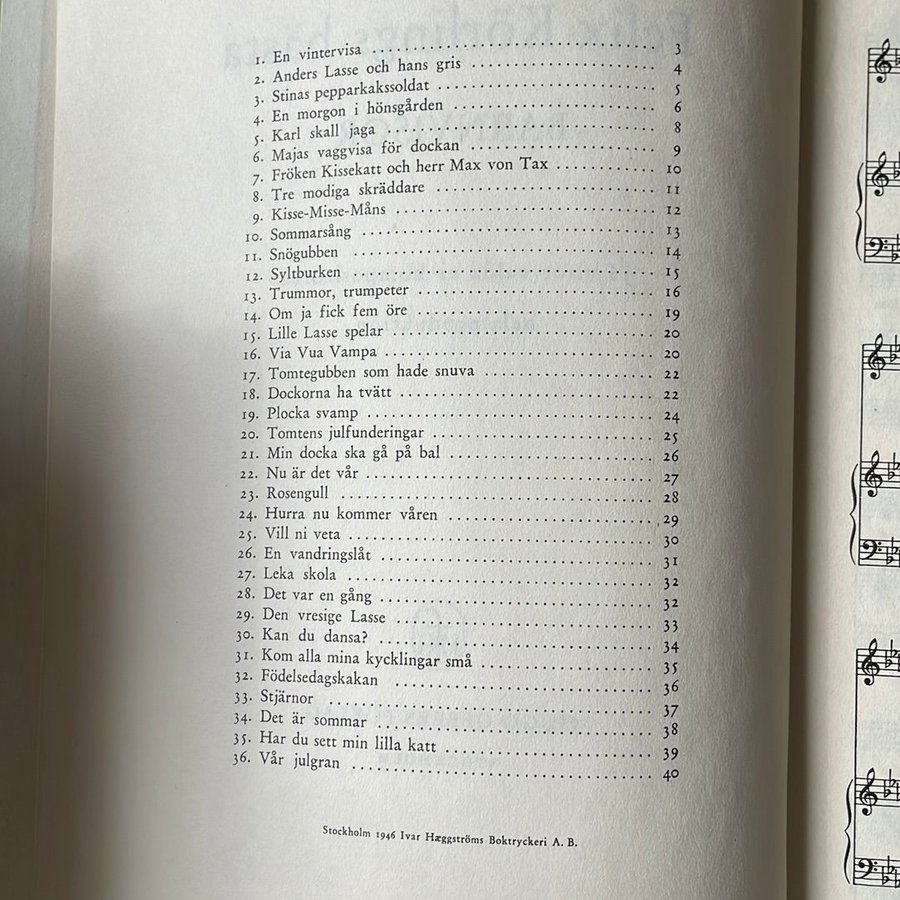 1. En vintervisa 3
2. Anders Lasse och hans gris 4
3. Stinas pepparkakssoldat 5
4. En morgon i hönsgården 6
5. Karl skall jaga 8
6. Majas vaggvisa för dockan 9
7. Fröken Kissekatt och herr Max von Tax 10
8. Tre modiga skräddare 11
9. Kisse-Misse-Måns 12
10. Sommarsång 13
11. Snögubben 14
12. Syltburken 15
13. Trummor, trumpeter 16
14. Om ja fick fem öre 19
15. Lille Lasse spelar 20
16. Via Vua Vampa 20
17. Tomtegubben som hade snuva 22
18. Dockorna ha tvätt 22
19. Plocka svamp 24
20. Tomtens julfunderingar 25
21. Min docka ska gå på bal 26
22. Nu är det vår 27
23. Rosengull 28
24. Hurra nu kommer våren 29
25. Vill ni veta 30
26. En vandringslåt 31
27. Leka skola 32
28. Det var en gång 32
29. Den vresige Lasse 33
30. Kan du dansa? 34
31. Kom alla mina kycklingar små 35
32. Födelsedagskakan 36
33. Stjärnor 37
34. Det är sommar 38
35. Har du sett min lilla katt 39
36. Vår julgran 40
Stockholm 1946 Ivar Hæggströms Boktryckeri A. B.